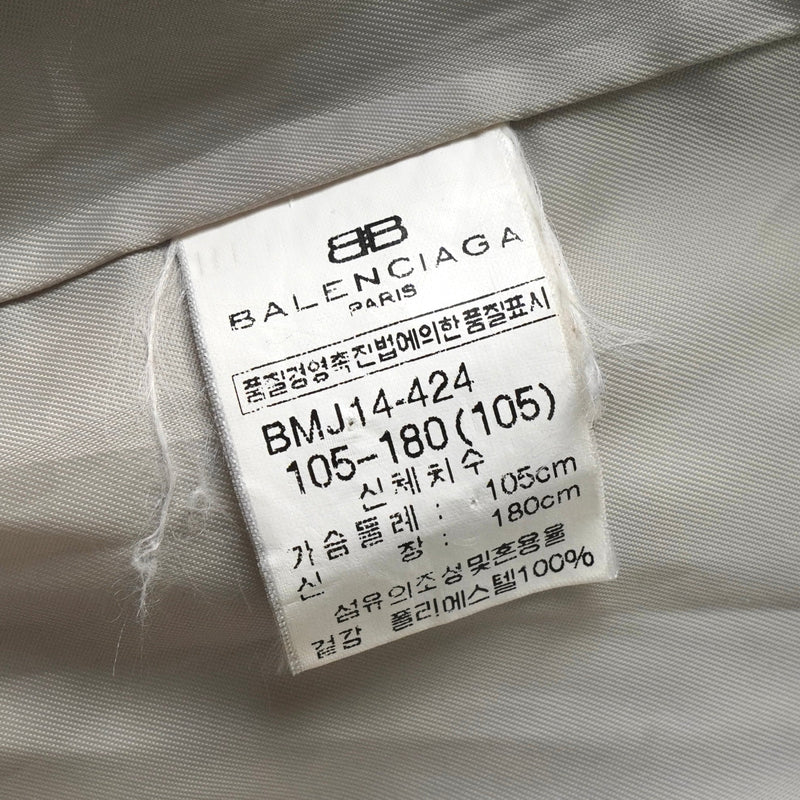 BB
BALENCIAGA
PARIS
품질경영촉진법에의한품질표시
BMJ14-424
105-180(105)
신체치수
가슴둘레 : 105cm
신장 : 180cm
섬유의조성및혼용율
겉감 폴리에스텔100%